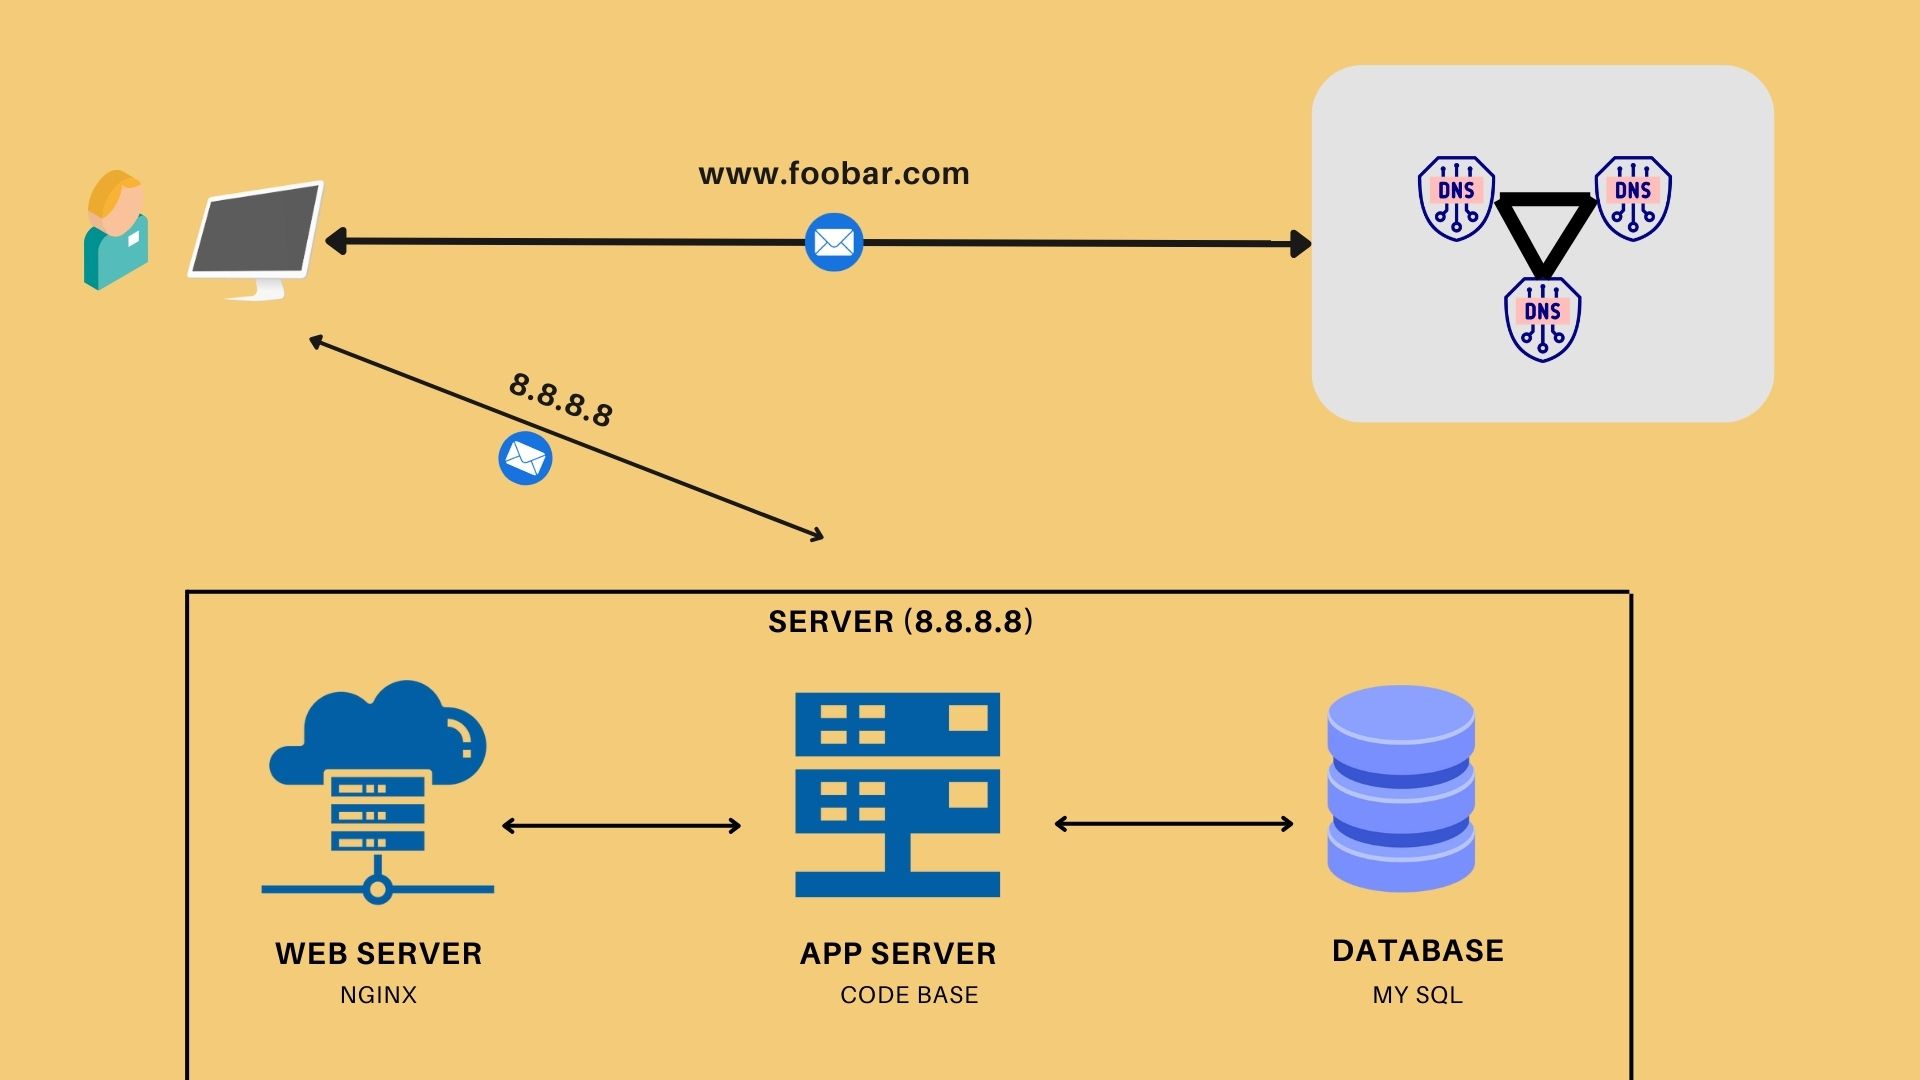 www.foobar.com
DNS
DNS
DNS
8.8.8.8
SERVER (8.8.8.8)
WEB SERVER
NGINX
APP SERVER
CODE BASE
DATABASE
MY SQL